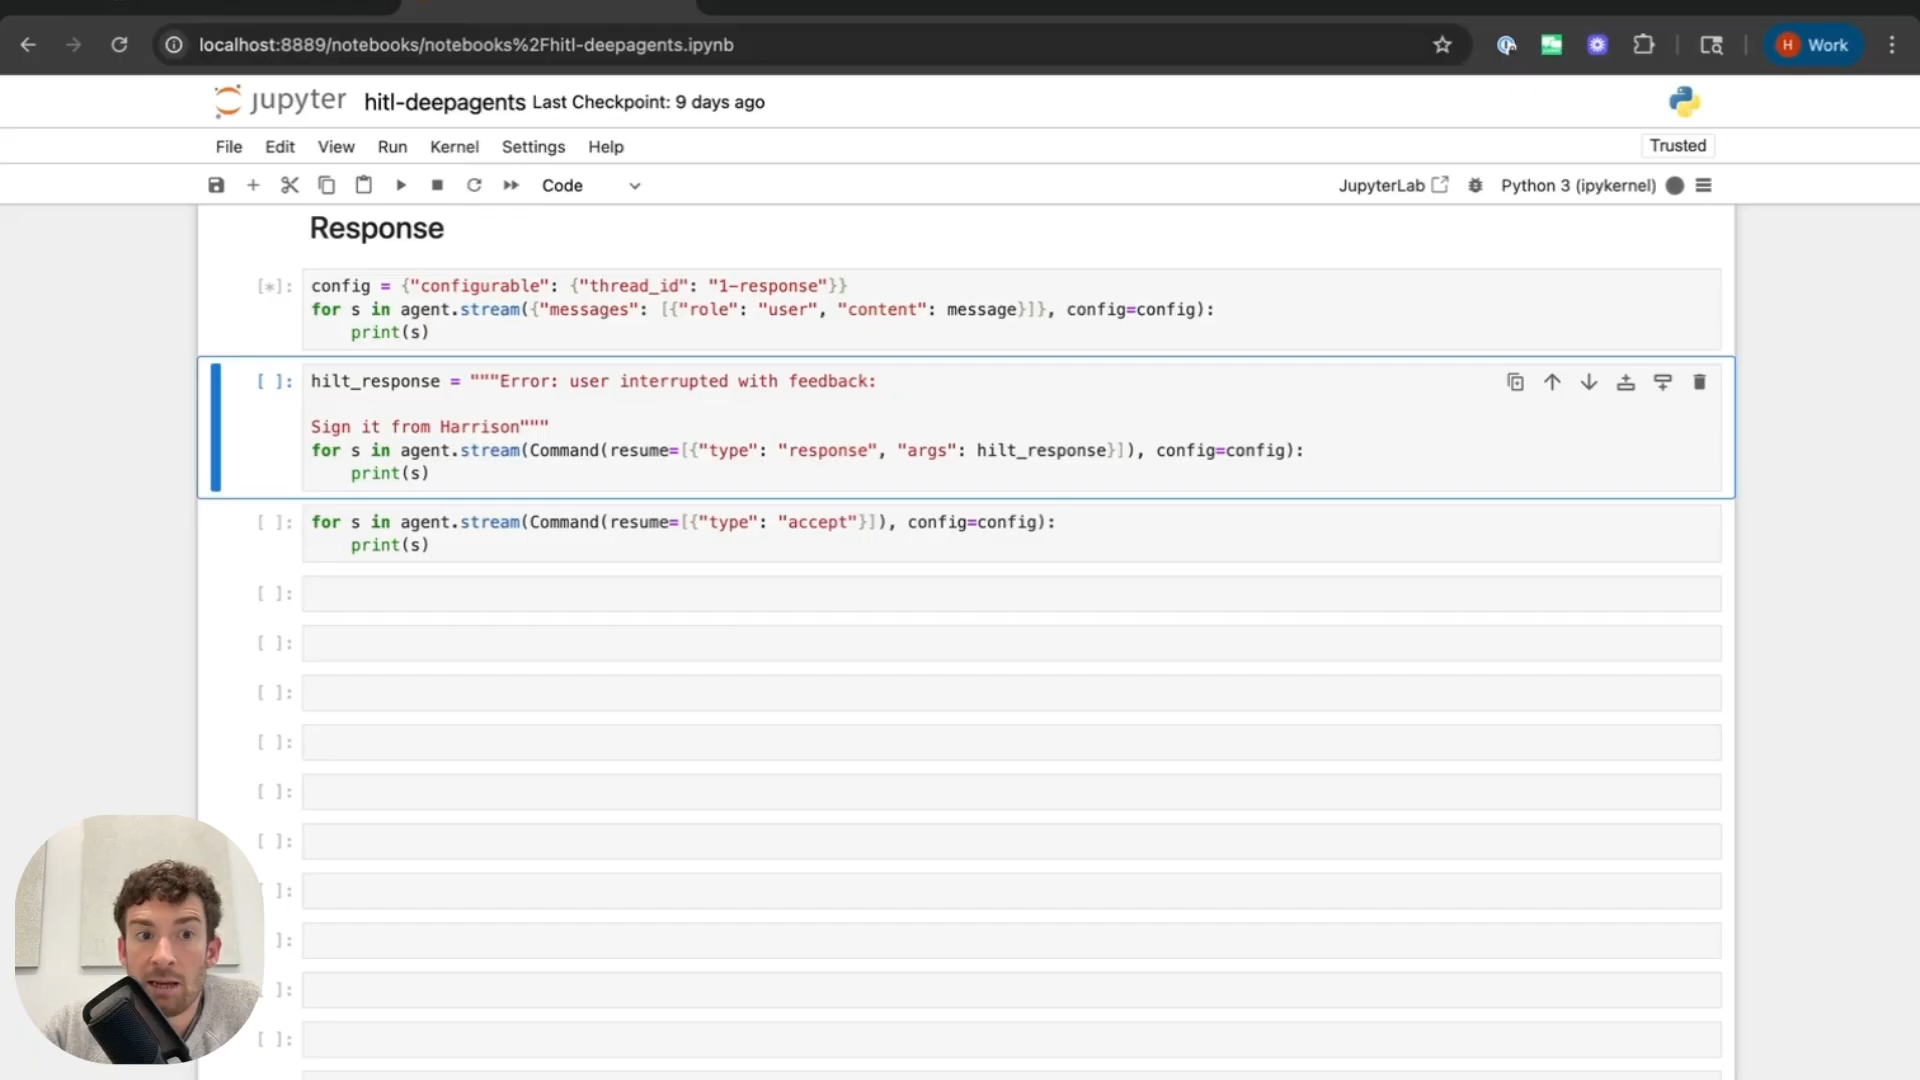 localhost:8889/notebooks/notebooks%2Fhitl-deepagents.ipynb
H Work
jupyter hitl-deepagents Last Checkpoint: 9 days ago
File Edit View Run Kernel Settings Help
Trusted
Code
JupyterLab
Python 3 (ipykernel)
Response
[*]: config = {"configurable": {"thread_id": "1-response"}}
for s in agent.stream({"messages": [{"role": "user", "content": message}]}, config=config):
print(s)
[ ]: hilt_response = """Error: user interrupted with feedback:
Sign it from Harrison"""
for s in agent.stream(Command(resume=[{"type": "response", "args": hilt_response}]), config=config):
print(s)
[ ]: for s in agent.stream(Command(resume=[{"type": "accept"}]), config=config):
print(s)
[ ]:
[ ]:
[ ]:
[ ]:
[ ]:
[ ]:
]:
]:
]:
[ ]: